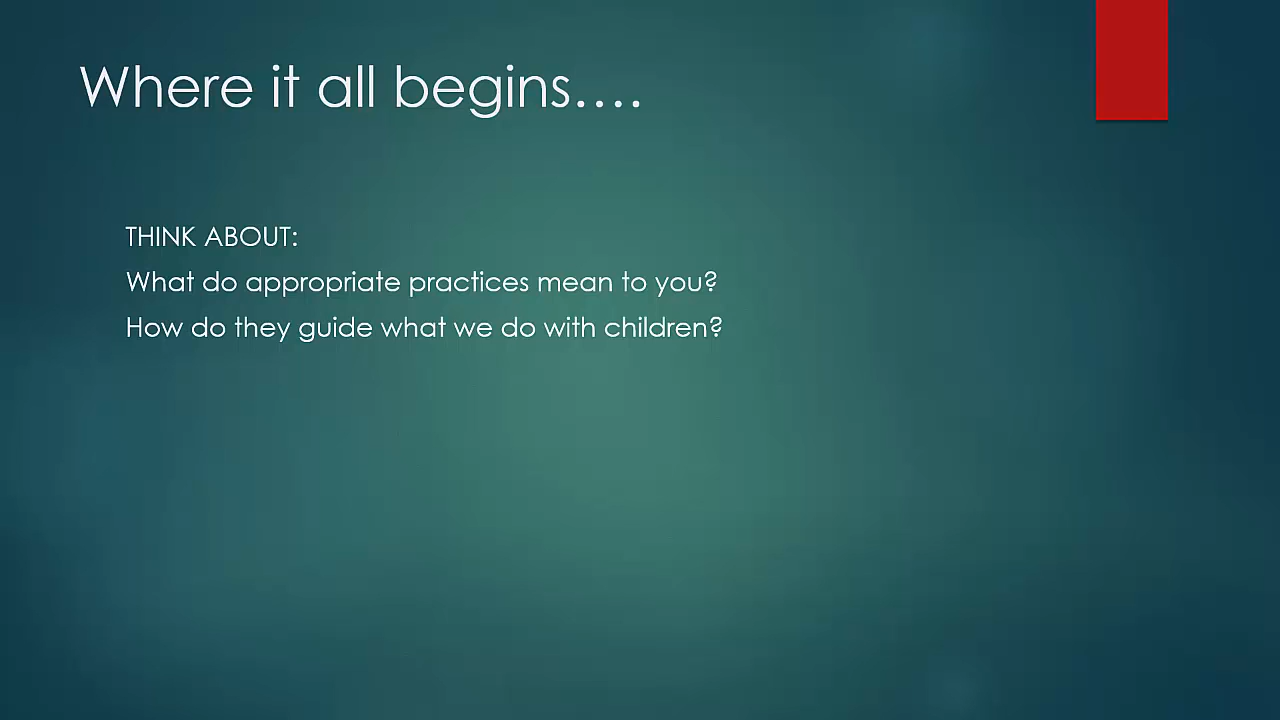 Where it all begins....
THINK ABOUT:
What do appropriate practices mean to you?
How do they guide what we do with children?